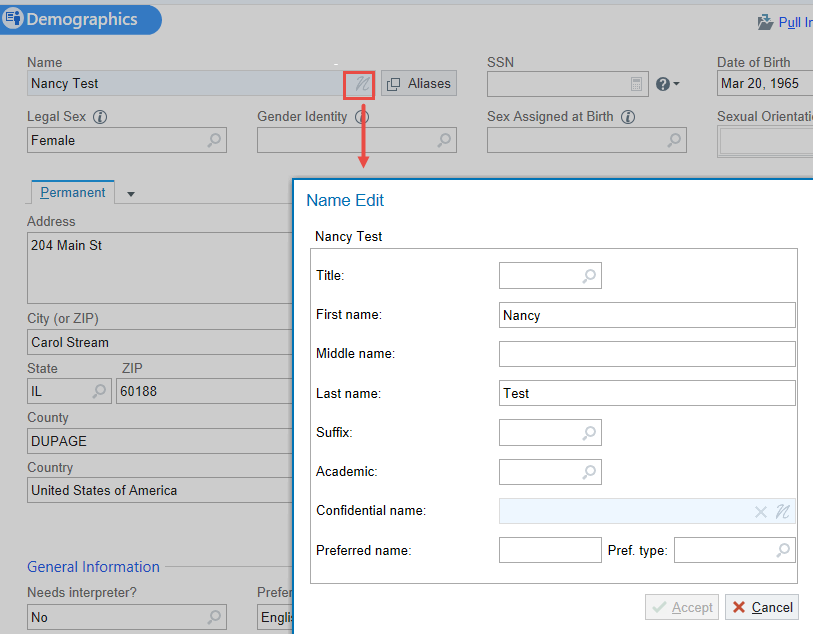 Demographics
Pull In
Name
Nancy Test
Aliases
SSN
Date of Birth
Mar 20, 1965
Legal Sex
Gender Identity
Sex Assigned at Birth
Sexual Orientati
Female
Permanent
Address
204 Main St
City (or ZIP)
Carol Stream
State
ZIP
IL
60188
County
DUPAGE
Country
United States of America
General Information
Needs interpreter?
Prefer
No
Engli
Name Edit
Nancy Test
Title:
First name:
Nancy
Middle name:
Last name:
Test
Suffix:
Academic:
Confidential name:
Preferred name:
Pref. type:
Accept
Cancel